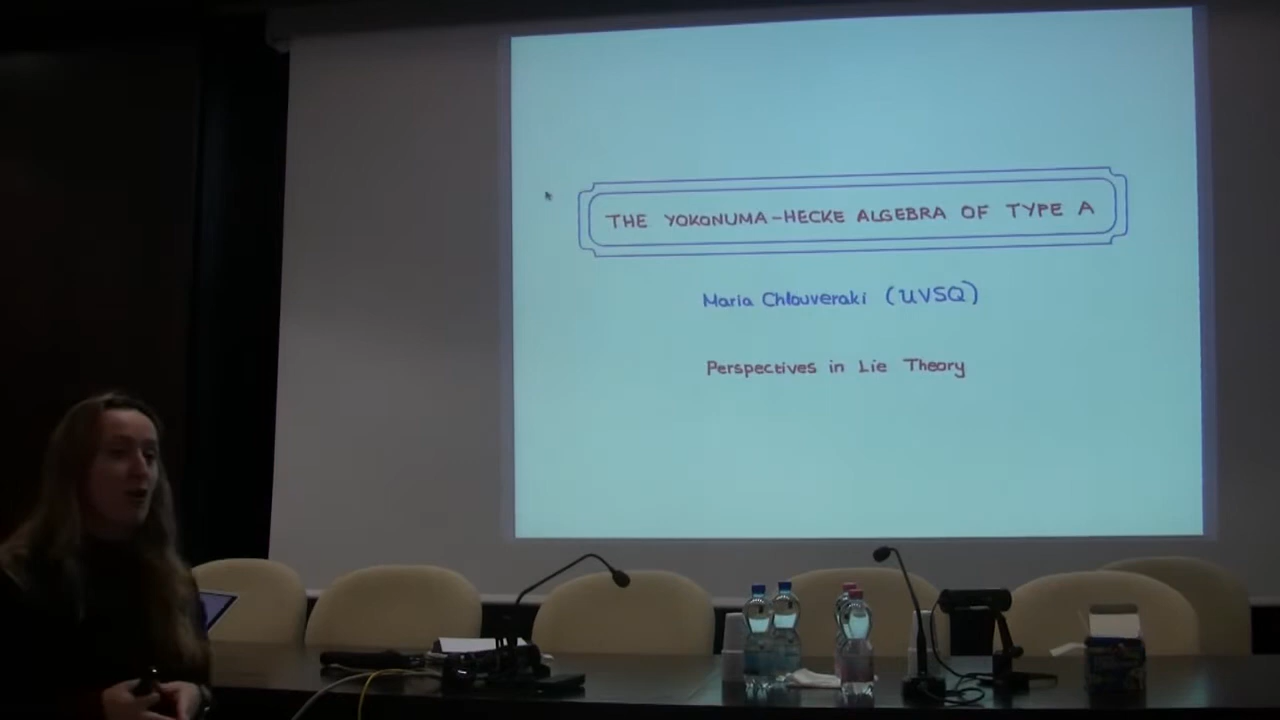 THE YOKONUMA-HECKE ALGEBRA OF TYPE A
Maria Chlouveraki (UVSQ)
Perspectives in Lie Theory